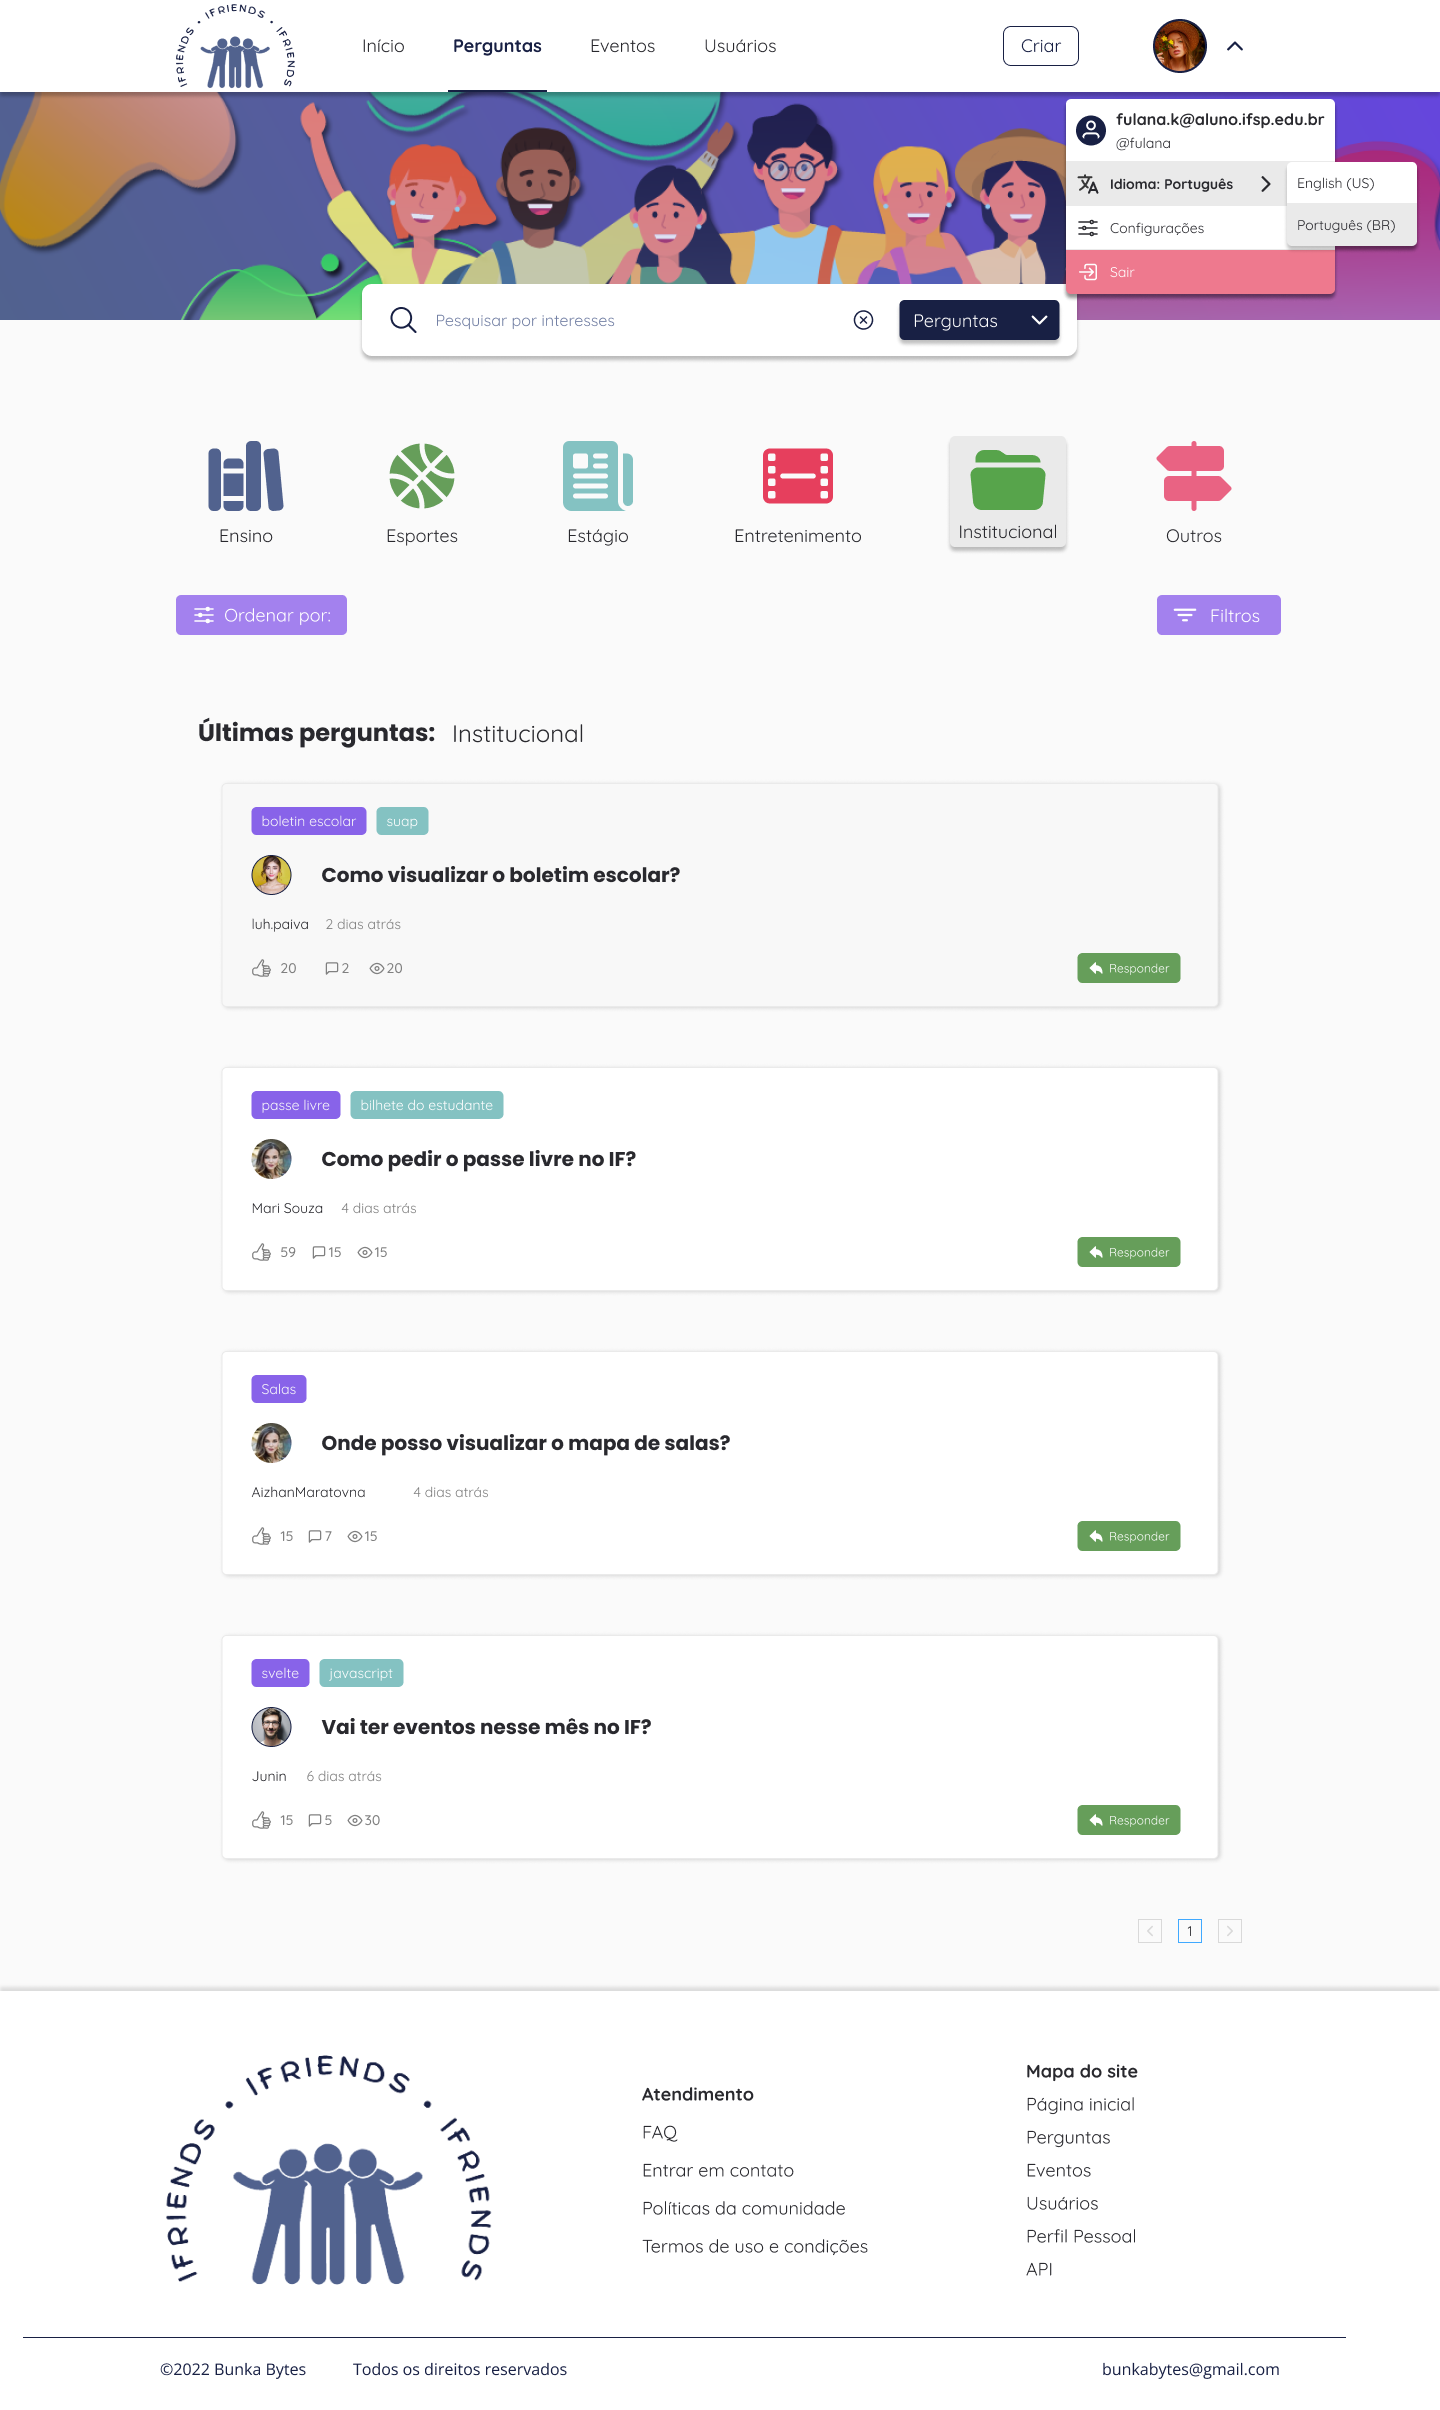 IFRIENDS • IFRIENDS • IFRIENDS
Início
Perguntas
Eventos
Usuários
Criar
fulana.k@aluno.ifsp.edu.br
@fulana
Idioma: Português
English (US)
Português (BR)
Configurações
Sair
Pesquisar por interesses
Perguntas
Ensino
Esportes
Estágio
Entretenimento
Institucional
Outros
Ordenar por:
Filtros
Últimas perguntas: Institucional
boletin escolar suap
Como visualizar o boletim escolar?
luh.paiva 2 dias atrás
20 2 20
Responder
passe livre bilhete do estudante
Como pedir o passe livre no IF?
Mari Souza 4 dias atrás
59 15 15
Responder
Salas
Onde posso visualizar o mapa de salas?
AizhanMaratovna 4 dias atrás
15 7 15
Responder
svelte javascript
Vai ter eventos nesse mês no IF?
Junin 6 dias atrás
15 5 30
Responder
1
IFRIENDS • IFRIENDS • IFRIENDS
Atendimento
FAQ
Entrar em contato
Políticas da comunidade
Termos de uso e condições
Mapa do site
Página inicial
Perguntas
Eventos
Usuários
Perfil Pessoal
API
©2022 Bunka Bytes Todos os direitos reservados
bunkabytes@gmail.com